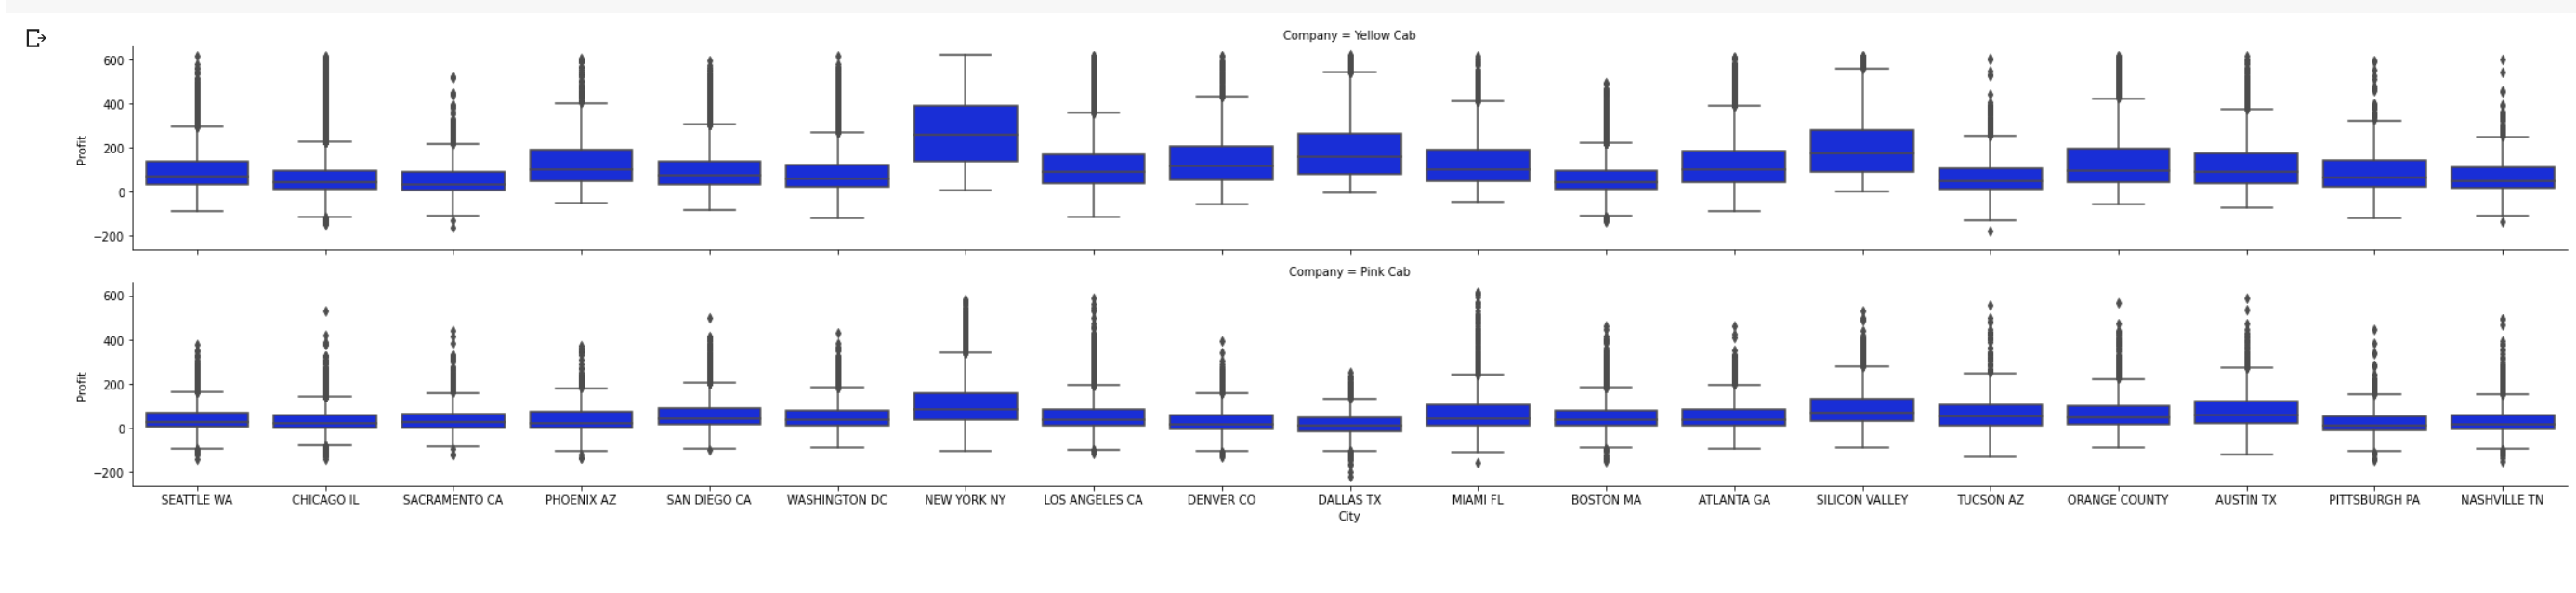 Company = Yellow Cab
600
400
200
0
−200
Profit
Company = Pink Cab
600
400
200
0
−200
Profit
SEATTLE WA CHICAGO IL SACRAMENTO CA PHOENIX AZ SAN DIEGO CA WASHINGTON DC NEW YORK NY LOS ANGELES CA DENVER CO DALLAS TX MIAMI FL BOSTON MA ATLANTA GA SILICON VALLEY TUCSON AZ ORANGE COUNTY AUSTIN TX PITTSBURGH PA NASHVILLE TN
City